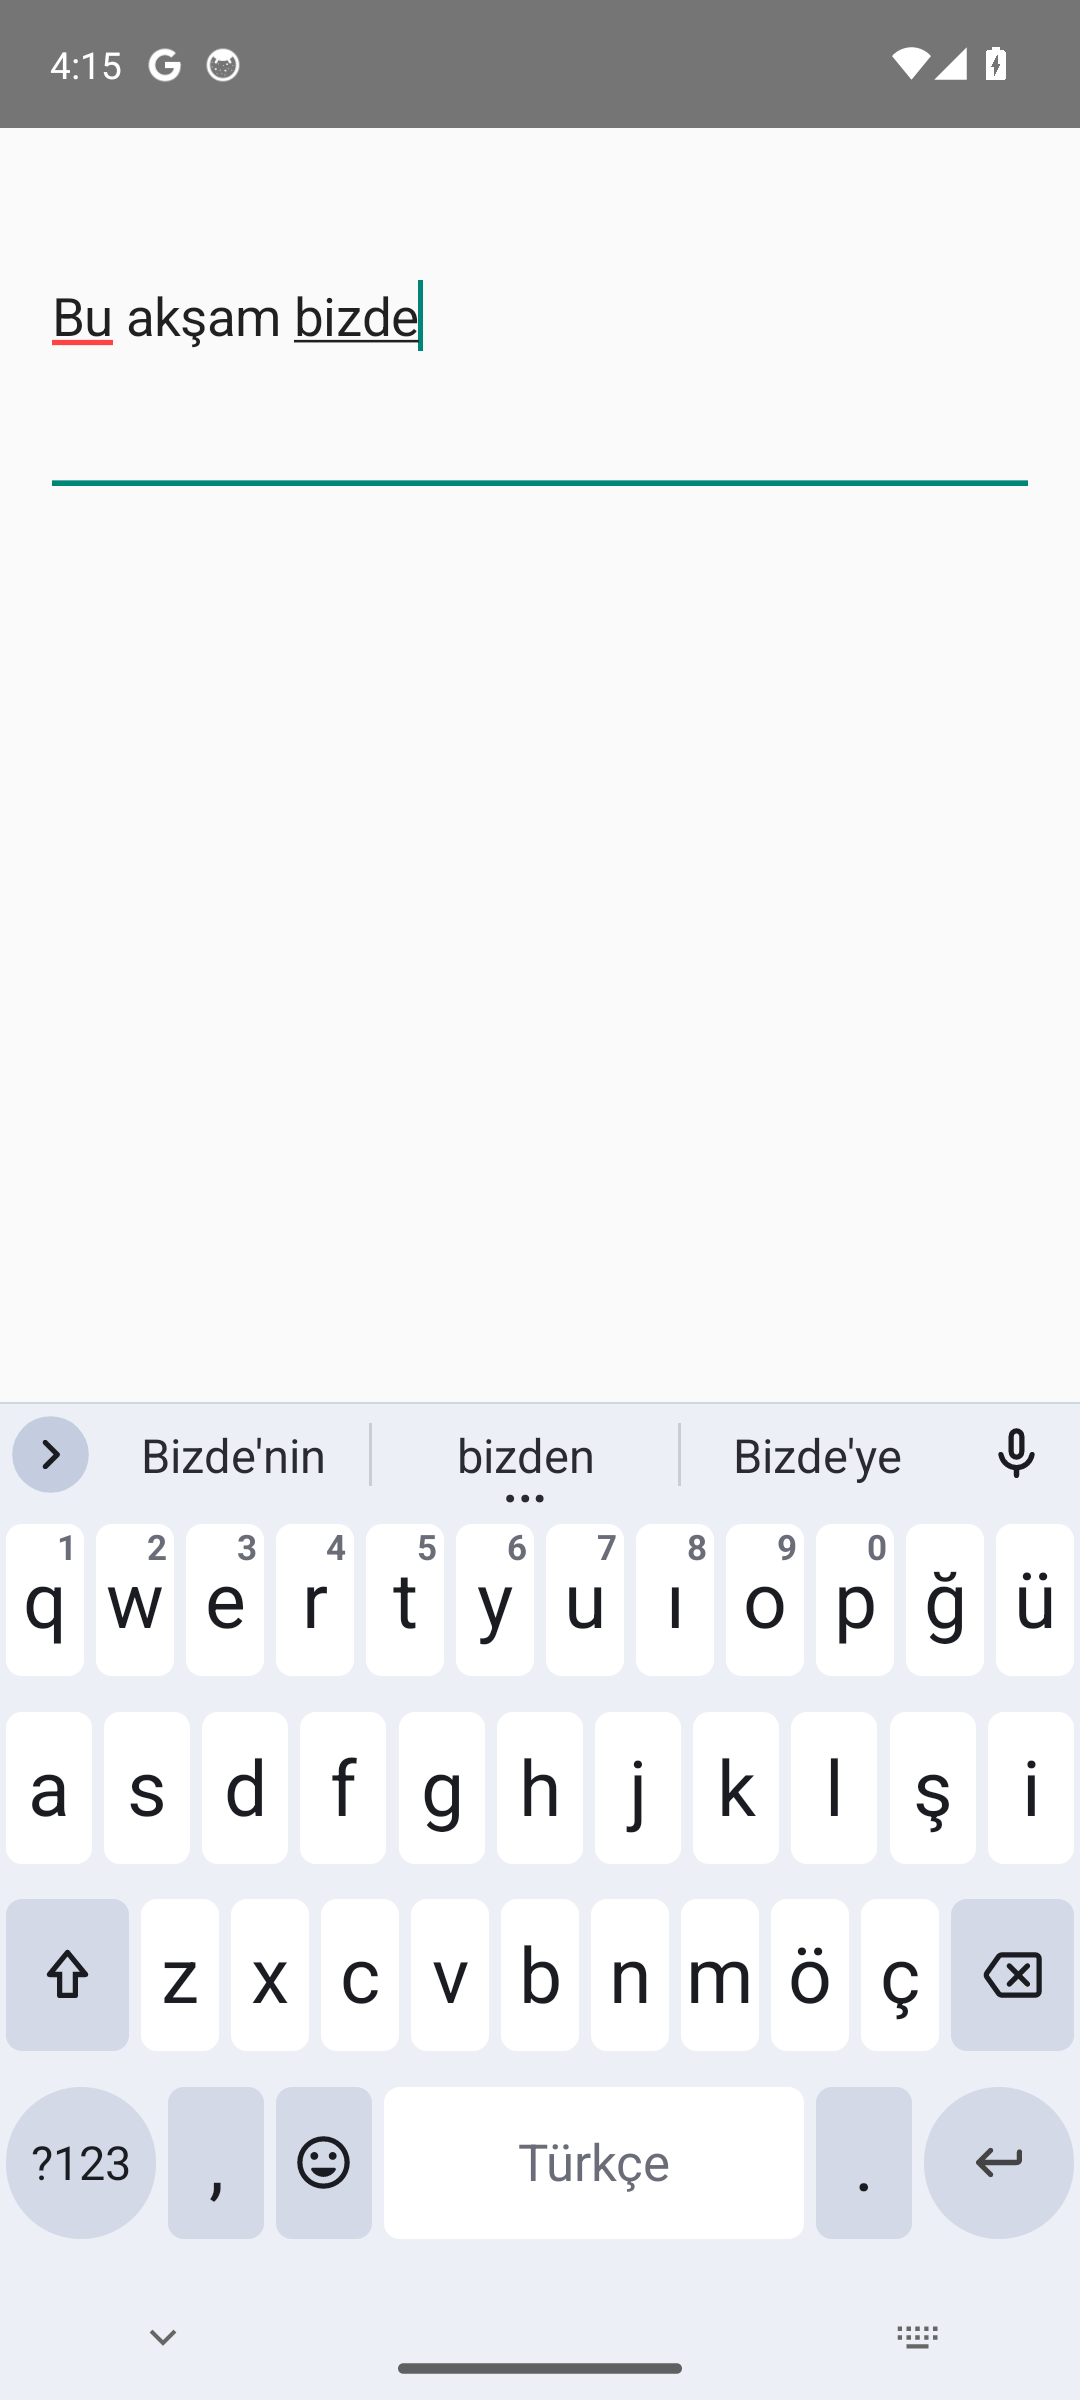 4:15
Bu akşam bizde
Bizde'nin bizden Bizde'ye
1 2 3 4 5 6 7 8 9 0
q w e r t y u ı o p ğ ü
a s d f g h j k l ş i
z x c v b n m ö ç
?123 , Türkçe .